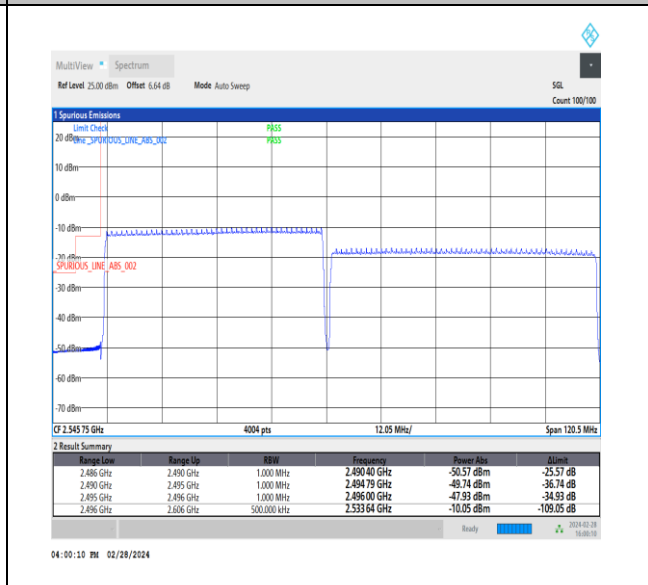 MultiView Spectrum
Ref Level 25.00 dBm Offset 6.64 dB Mode Auto Sweep SGL
Count 100/100
1 Spurious Emissions
Limit Check PASS
20 dBm Line _SPURIOUS_LINE_ABS_002 PASS
10 dBm
0 dBm
-10 dBm
-20 dBm
_SPURIOUS_LINE_ABS_002
-30 dBm
-40 dBm
-50 dBm
-60 dBm
-70 dBm
CF 2.545 75 GHz 4004 pts 12.05 MHz/ Span 120.5 MHz
2 Result Summary
Range Low Range Up RBW Frequency Power Abs ΔLimit
2.486 GHz 2.490 GHz 1.000 MHz 2.490 40 GHz -50.57 dBm -25.57 dB
2.490 GHz 2.495 GHz 1.000 MHz 2.494 79 GHz -49.74 dBm -36.74 dB
2.495 GHz 2.496 GHz 1.000 MHz 2.496 00 GHz -47.93 dBm -34.93 dB
2.496 GHz 2.606 GHz 500.000 kHz 2.533 64 GHz -10.05 dBm -109.05 dB
Ready 2024-02-28
16:00:10
04:00:10 PM 02/28/2024